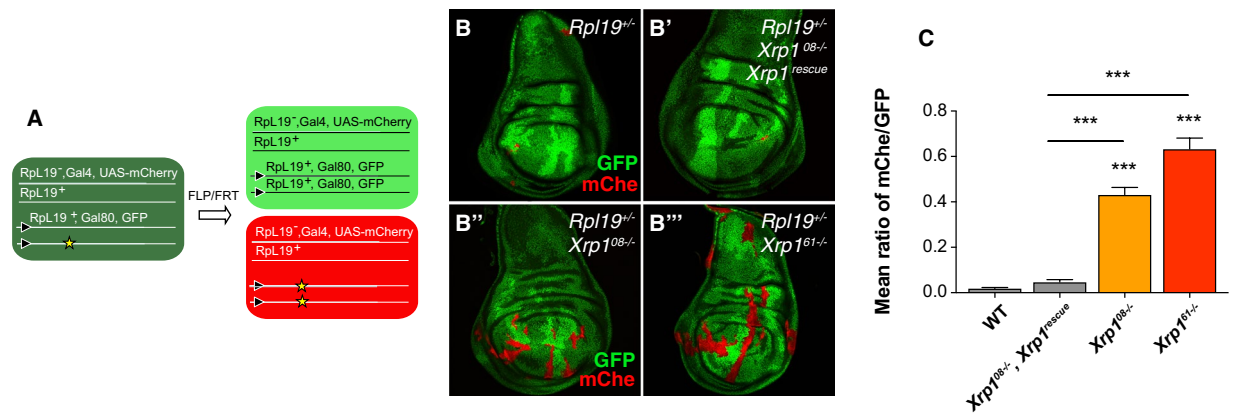 A
RpL19⁻,Gal4, UAS-mCherry
RpL19⁺
RpL19 ⁺ Gal80, GFP
FLP/FRT
RpL19⁻,Gal4, UAS-mCherry
RpL19⁺
RpL19⁺, Gal80, GFP
RpL19⁺, Gal80, GFP
RpL19⁻,Gal4, UAS-mCherry
RpL19⁺
B
Rpl19⁺/⁻
GFP
mChe
B'
Rpl19⁺/⁻
Xrp1⁰⁸⁻/⁻
Xrp1ʳᵉˢᶜᵘᵉ
B''
Rpl19⁺/⁻
Xrp1⁰⁸⁻/⁻
GFP
mChe
B'''
Rpl19⁺/⁻
Xrp1⁶¹⁻/⁻
C
Mean ratio of mChe/GFP
0.8
0.6
0.4
0.2
0.0
***
***
***
***
WT
Xrp1⁰⁸⁻/⁻, Xrp1ʳᵉˢᶜᵘᵉ
Xrp1⁰⁸⁻/⁻
Xrp1⁶¹⁻/⁻